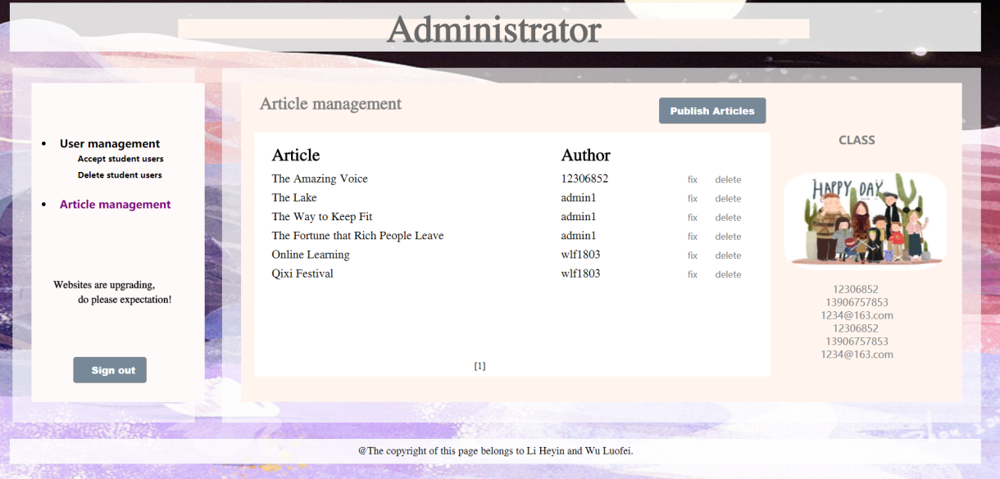 Administrator
User management
Accept student users
Delete student users
Article management
Websites are upgrading,
do please expectation!
Sign out
Article management
Publish Articles
Article Author
The Amazing Voice 12306852 fix delete
The Lake admin1 fix delete
The Way to Keep Fit admin1 fix delete
The Fortune that Rich People Leave admin1 fix delete
Online Learning wlf1803 fix delete
Qixi Festival wlf1803 fix delete
[1]
CLASS
HAPPY DAY
12306852
13906757853
1234@163.com
12306852
13906757853
1234@163.com
@The copyright of this page belongs to Li Heyin and Wu Luofei.